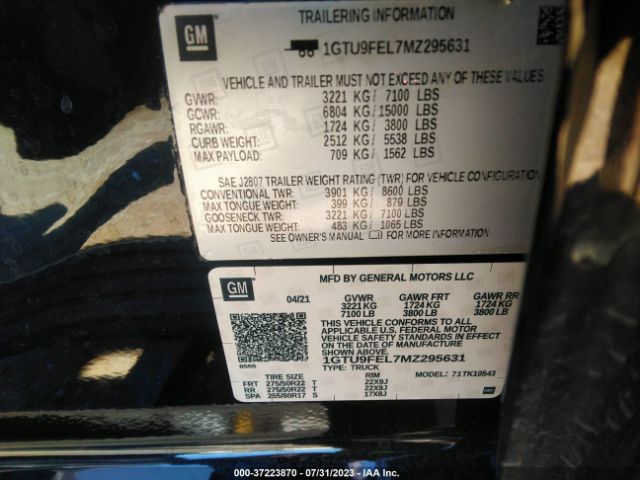 GM
TRAILERING INFORMATION
1GTU9FEL7MZ295631
VEHICLE AND TRAILER MUST NOT EXCEED ANY OF THESE VALUES
GVWR: 3221 KG/ 7100 LBS
GCWR: 6804 KG/ 15000 LBS
RGAWR: 1724 KG/ 3800 LBS
CURB WEIGHT: 2512 KG/ 5538 LBS
MAX PAYLOAD: 709 KG/ 1562 LBS
SAE J2807 TRAILER WEIGHT RATING (TWR) FOR VEHICLE CONFIGURATION
CONVENTIONAL TWR: 3901 KG/ 8600 LBS
MAX TONGUE WEIGHT: 399 KG/ 879 LBS
GOOSENECK TWR: 3221 KG/ 7100 LBS
MAX TONGUE WEIGHT: 483 KG/ 1065 LBS
SEE OWNER'S MANUAL FOR MORE INFORMATION
GM
MFD BY GENERAL MOTORS LLC
04/21 GVWR GAWR FRT GAWR RR
3221KG 1724 KG 1724 KG
7100 LB 3800 LB 3800 LB
THIS VEHICLE CONFORMS TO ALL
APPLICABLE U.S. FEDERAL MOTOR
VEHICLE SAFETY STANDARDS IN EFFECT
ON THE DATE OF MANUFACTURE
SHOWN ABOVE.
1GTU9FEL7MZ295631
TYPE: TRUCK MODEL: 71TK10543
TIRE SIZE RIM
FRT 275/50R22 T 22X9J
RR 275/50R22 T 22X9J
SPA 255/80R17 S 17X8J
000-37223870 - 07/31/2023 - IAA Inc.